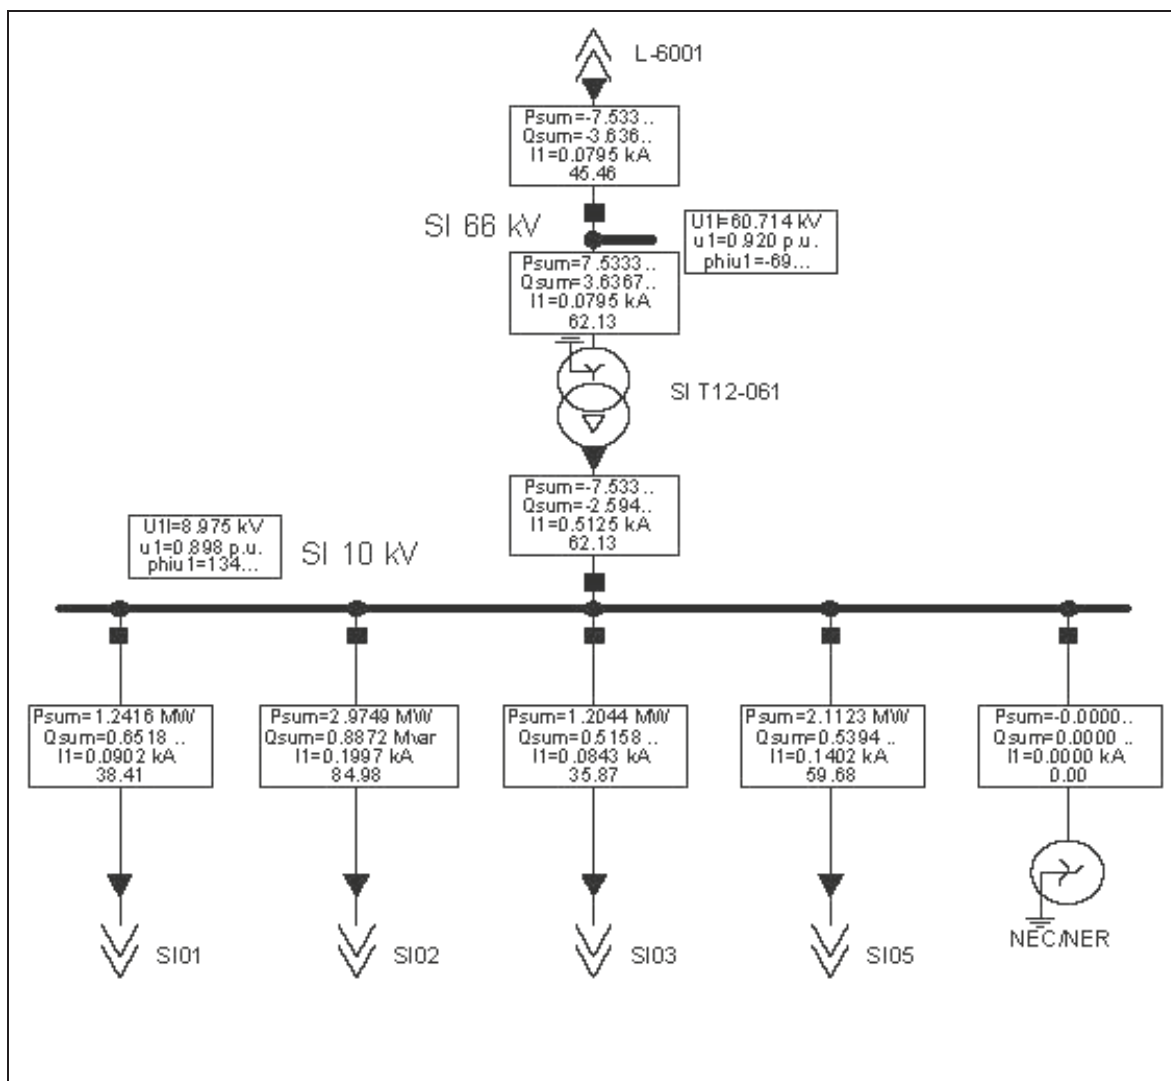 L-6001
Psum=-7.533..
Qsum=-3.636..
I1=0.0795 kA
45.46
SI 66 kV
U1l=60.714 kV
u1=0.920 p.u.
phiu1=-69...
Psum=7.5333..
Qsum=3.6367..
I1=0.0795 kA
62.13
SI T12-061
Psum=-7.533..
Qsum=-2.594..
I1=0.5125 kA
62.13
U1l=8.975 kV
u1=0.898 p.u.
phiu1=134...
SI 10 kV
Psum=1.2416 MW
Qsum=0.6518 ..
I1=0.0902 kA
38.41
Psum=2.9749 MW
Qsum=0.8872 Mvar
I1=0.1997 kA
84.98
Psum=1.2044 MW
Qsum=0.5158 ..
I1=0.0843 kA
35.87
Psum=2.1123 MW
Qsum=0.5394 ..
I1=0.1402 kA
59.68
Psum=-0.0000..
Qsum=0.0000 ..
I1=0.0000 kA
0.00
SI01
SI02
SI03
SI05
NEC/NER